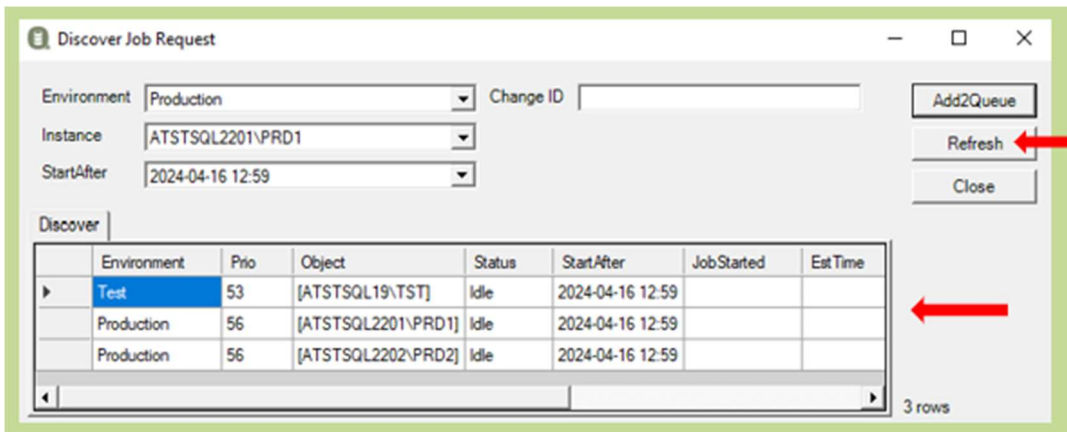 Discover Job Request
Environment Production Change ID Add2Queue
Instance ATSTSQL2201\PRD1 Refresh
StartAfter 2024-04-16 12:59 Close
Discover
Environment Prio Object Status StartAfter JobStarted EstTime
Test 53 [ATSTSQL19\TST] Idle 2024-04-16 12:59
Production 56 [ATSTSQL2201\PRD1] Idle 2024-04-16 12:59
Production 56 [ATSTSQL2202\PRD2] Idle 2024-04-16 12:59
3 rows